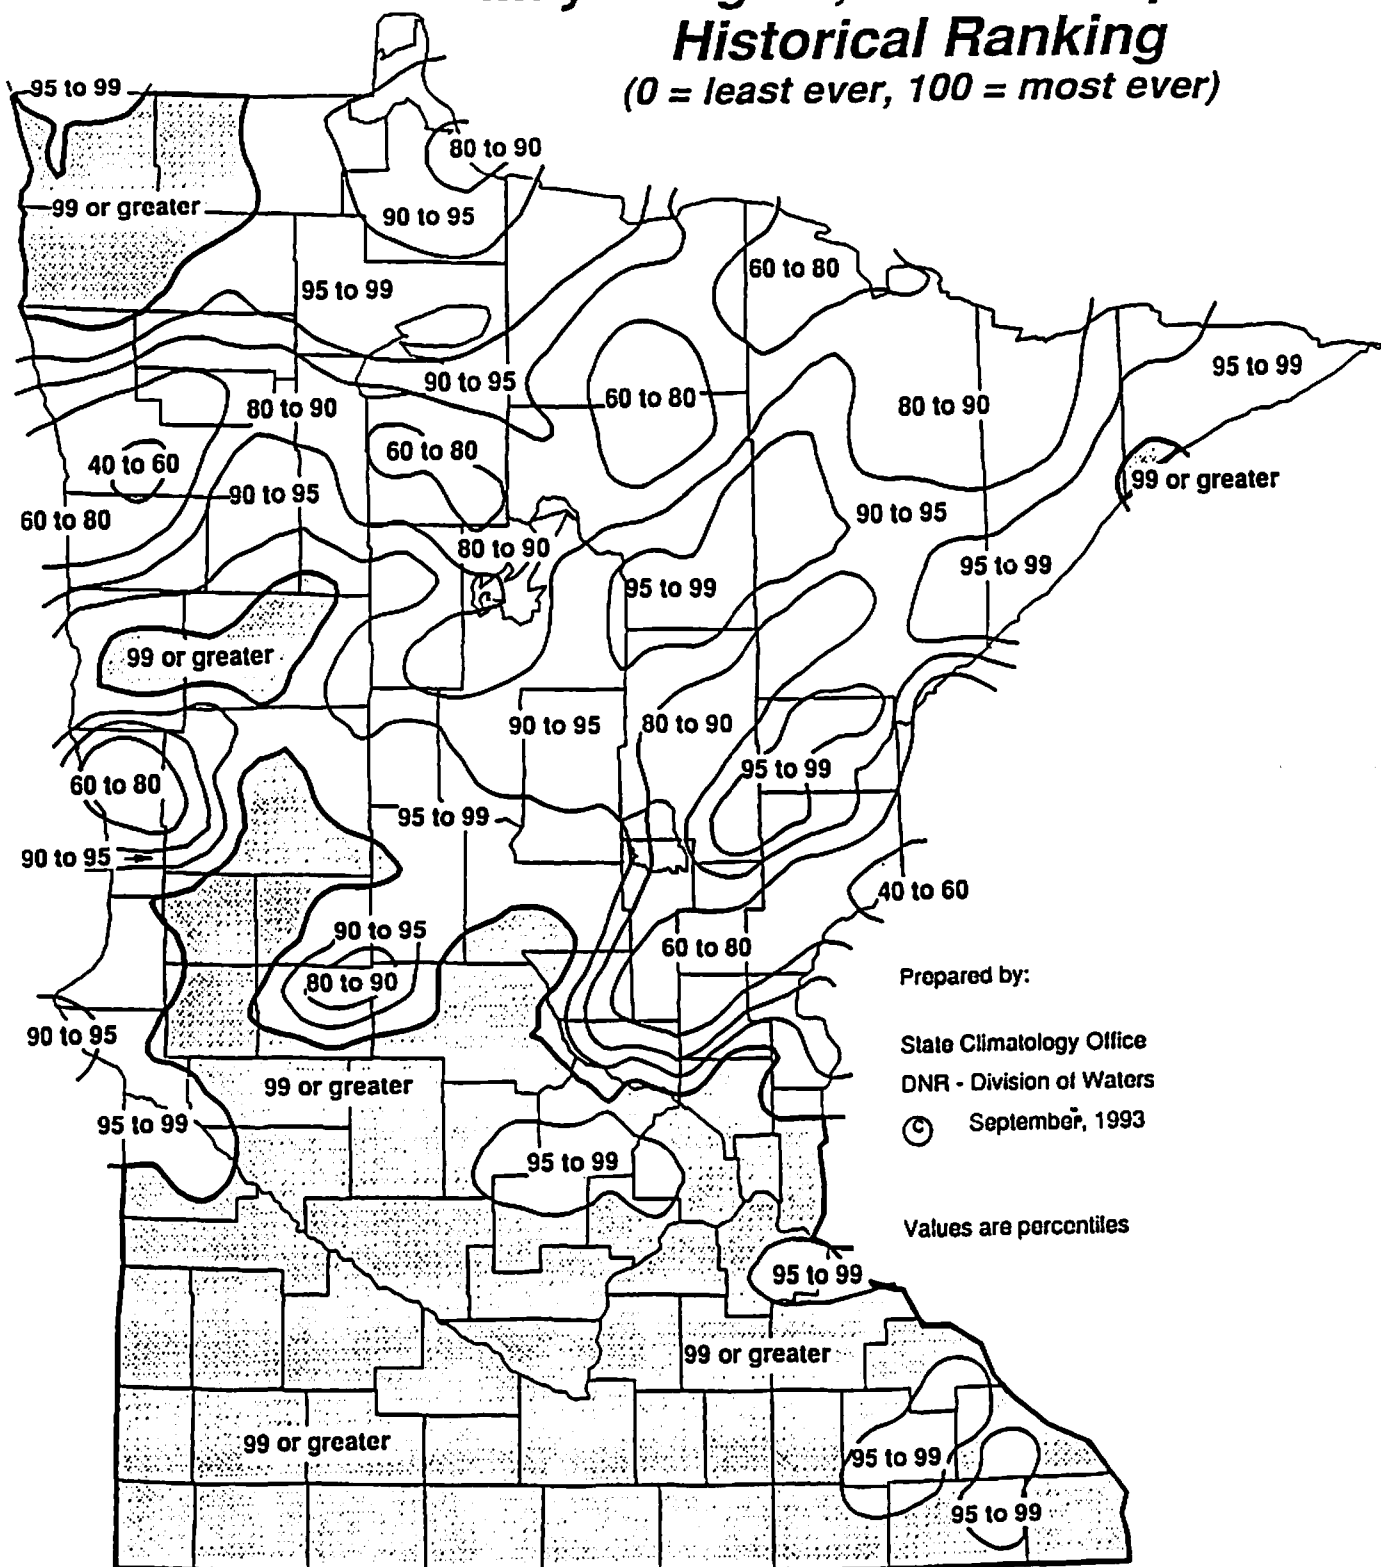 Historical Ranking
(0 = least ever, 100 = most ever)
95 to 99
80 to 90
99 or greater
90 to 95
60 to 80
95 to 99
95 to 99
90 to 95
60 to 80
80 to 90
80 to 90
60 to 80
40 to 60
99 or greater
90 to 95
90 to 95
60 to 80
80 to 90
95 to 99
95 to 99
99 or greater
90 to 95
80 to 90
95 to 99
60 to 80
95 to 99
90 to 95
40 to 60
90 to 95
60 to 80
80 to 90
Prepared by:
90 to 95
State Climatology Office
99 or greater
DNR - Division of Waters
95 to 99
© September, 1993
95 to 99
Values are percentiles
95 to 99
99 or greater
99 or greater
95 to 99
95 to 99